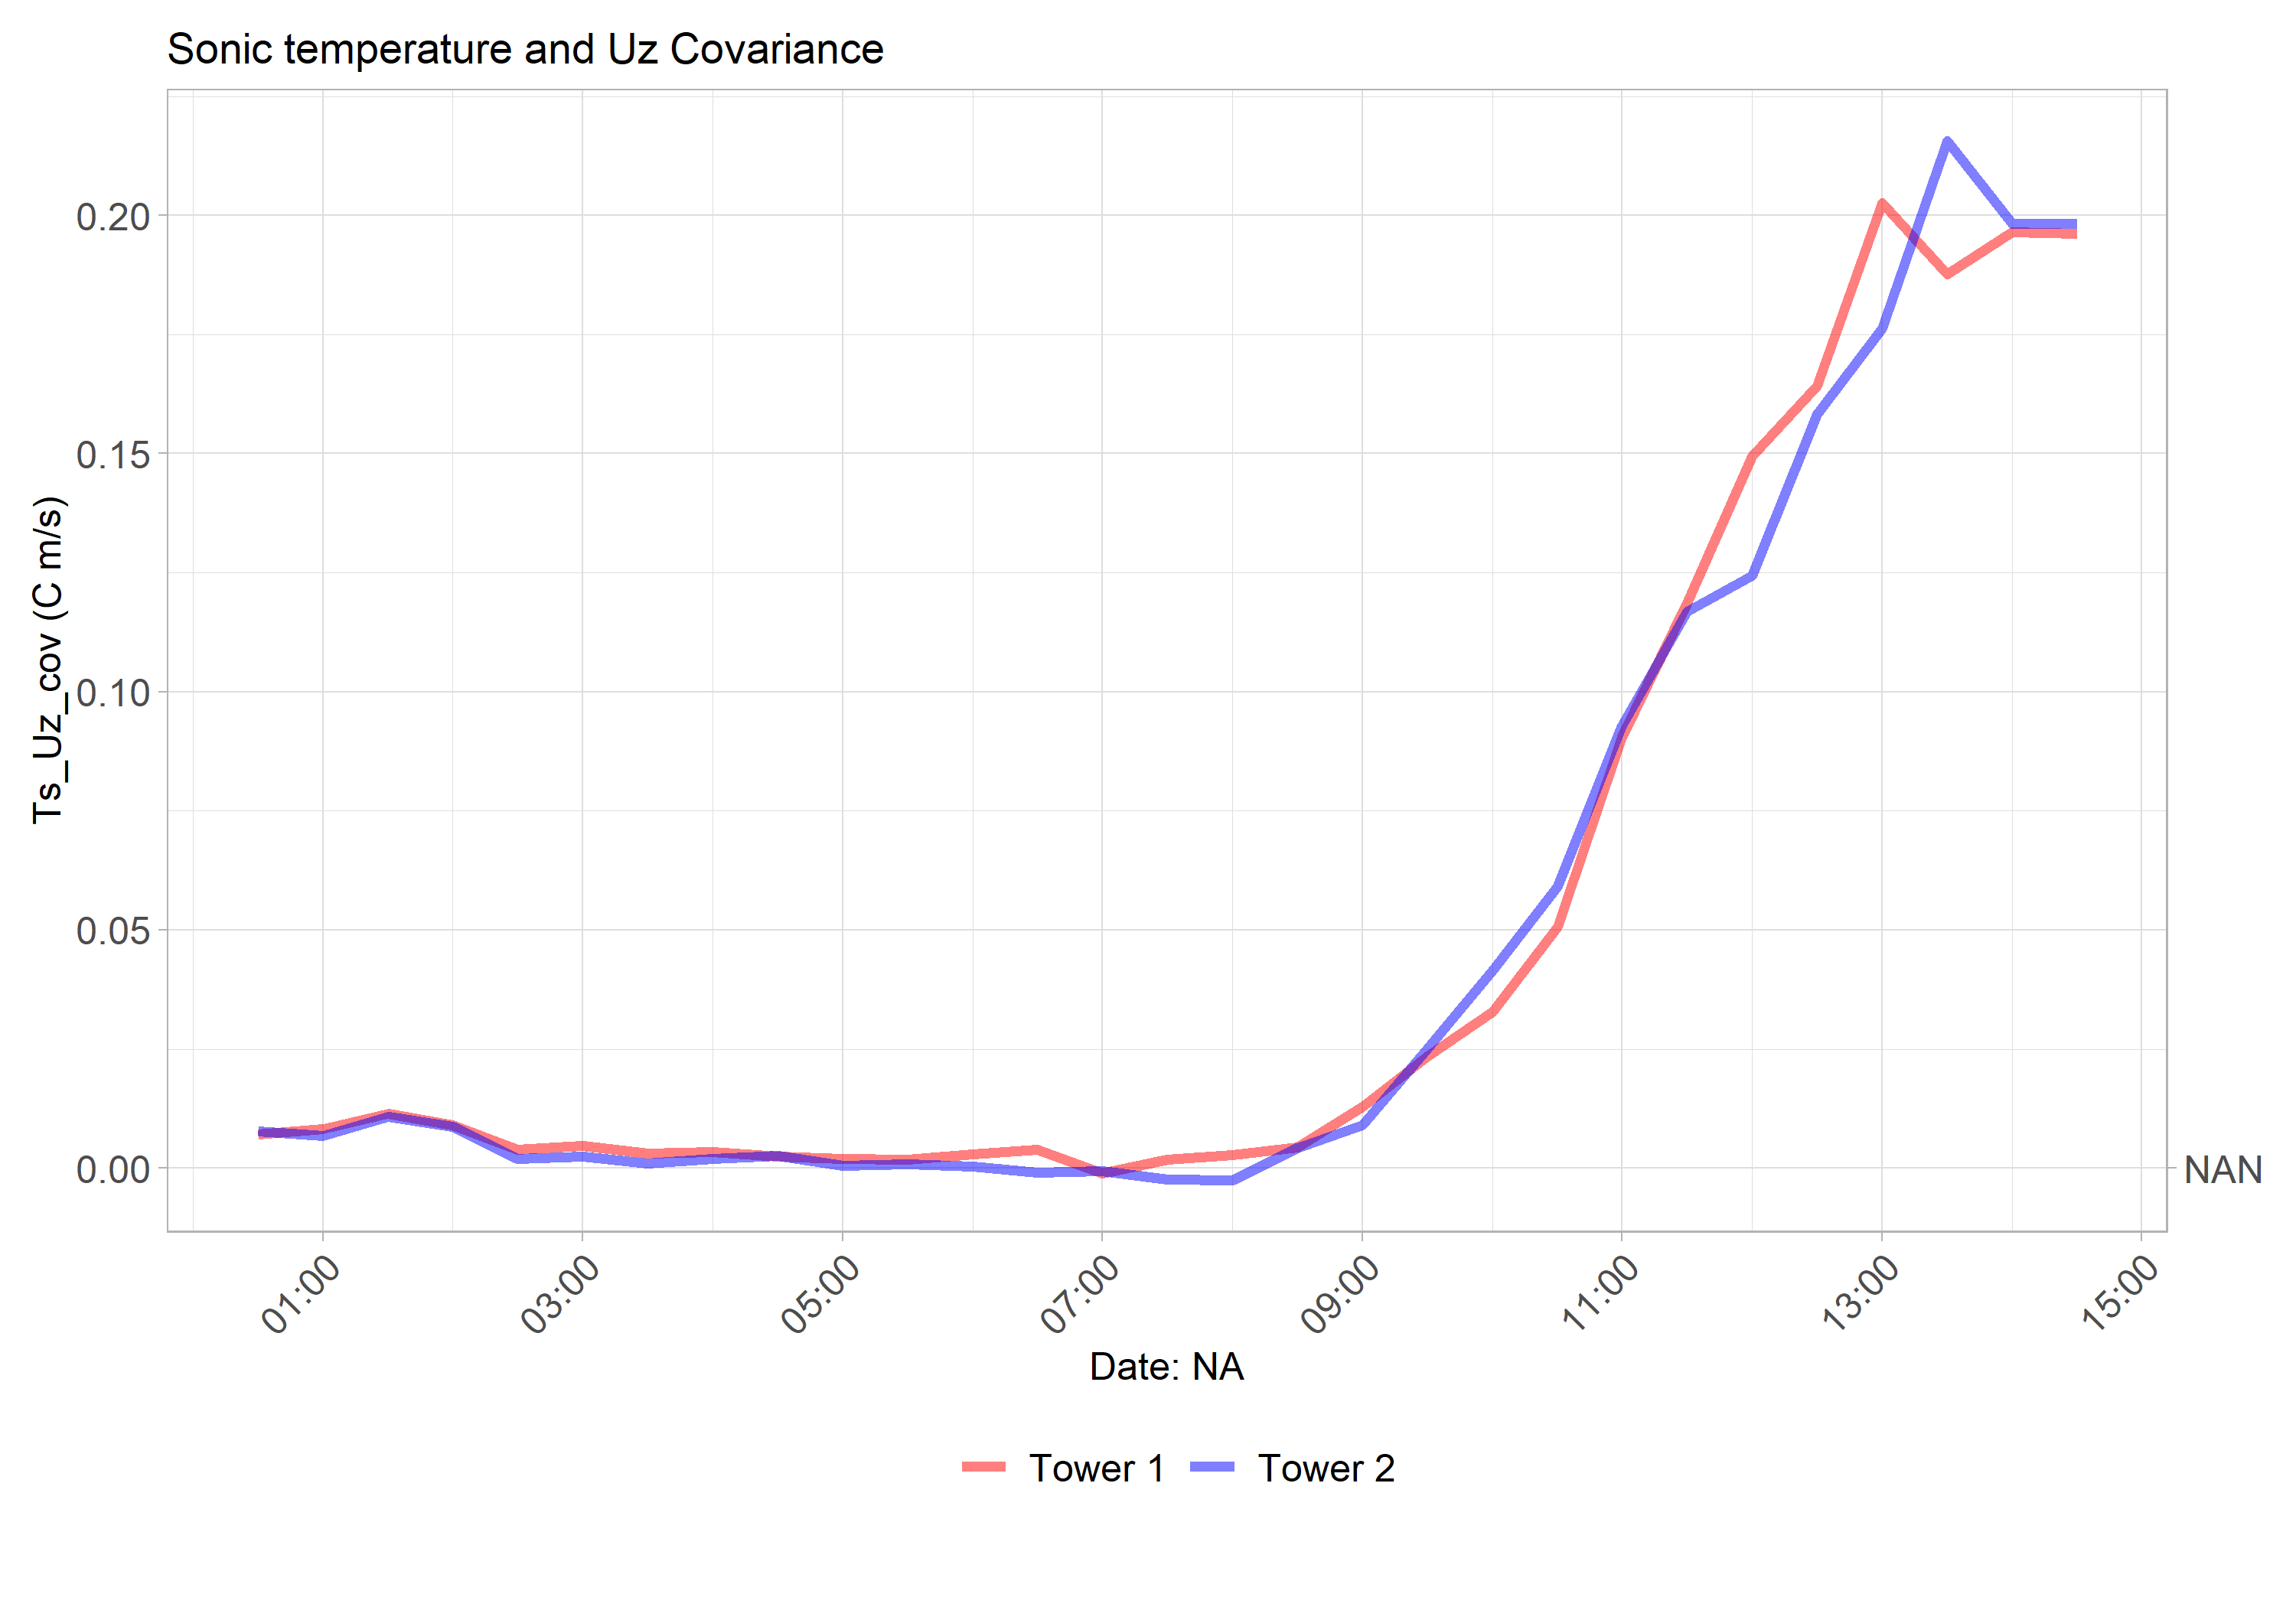 Sonic temperature and Uz Covariance
Ts_Uz_cov (C m/s)
0.20
0.15
0.10
0.05
0.00
NAN
01:00
03:00
05:00
07:00
09:00
11:00
13:00
15:00
Date: NA
Tower 1
Tower 2